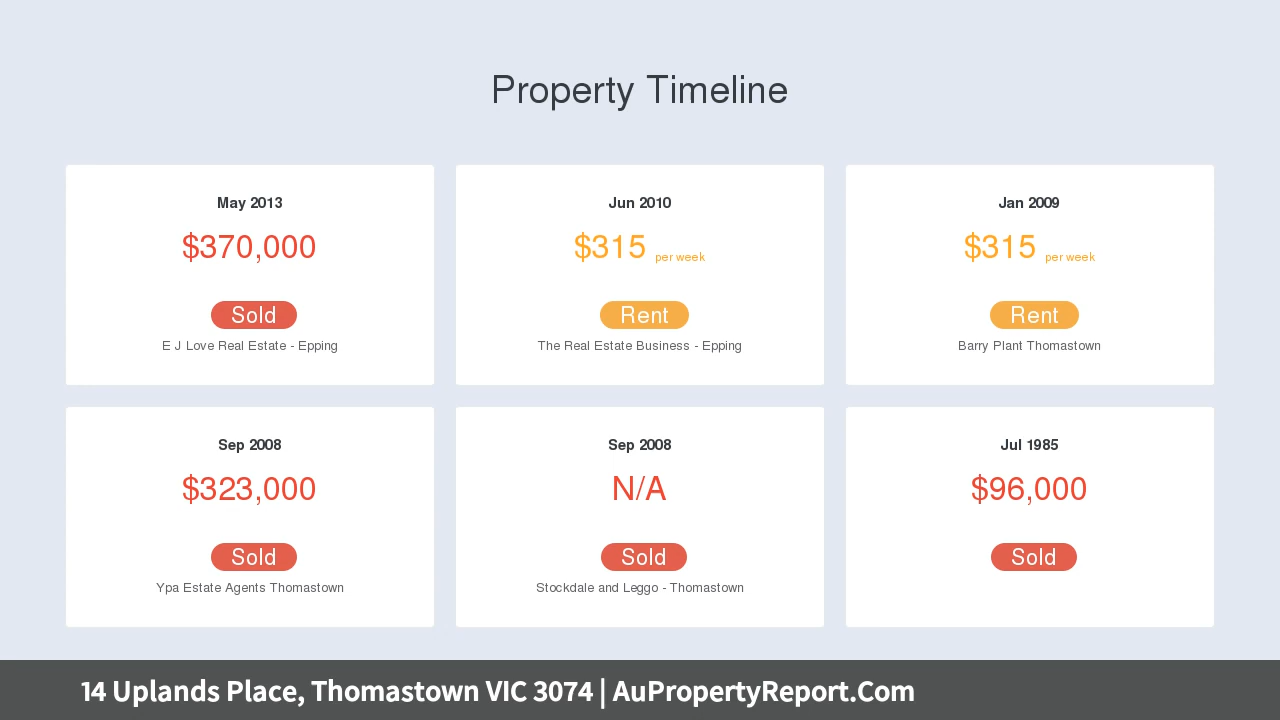 Property Timeline
May 2013
$370,000
Sold
E J Love Real Estate - Epping
Jun 2010
$315 per week
Rent
The Real Estate Business - Epping
Jan 2009
$315 per week
Rent
Barry Plant Thomastown
Sep 2008
$323,000
Sold
Ypa Estate Agents Thomastown
Sep 2008
N/A
Sold
Stockdale and Leggo - Thomastown
Jul 1985
$96,000
Sold
14 Uplands Place, Thomastown VIC 3074 | AuPropertyReport.Com